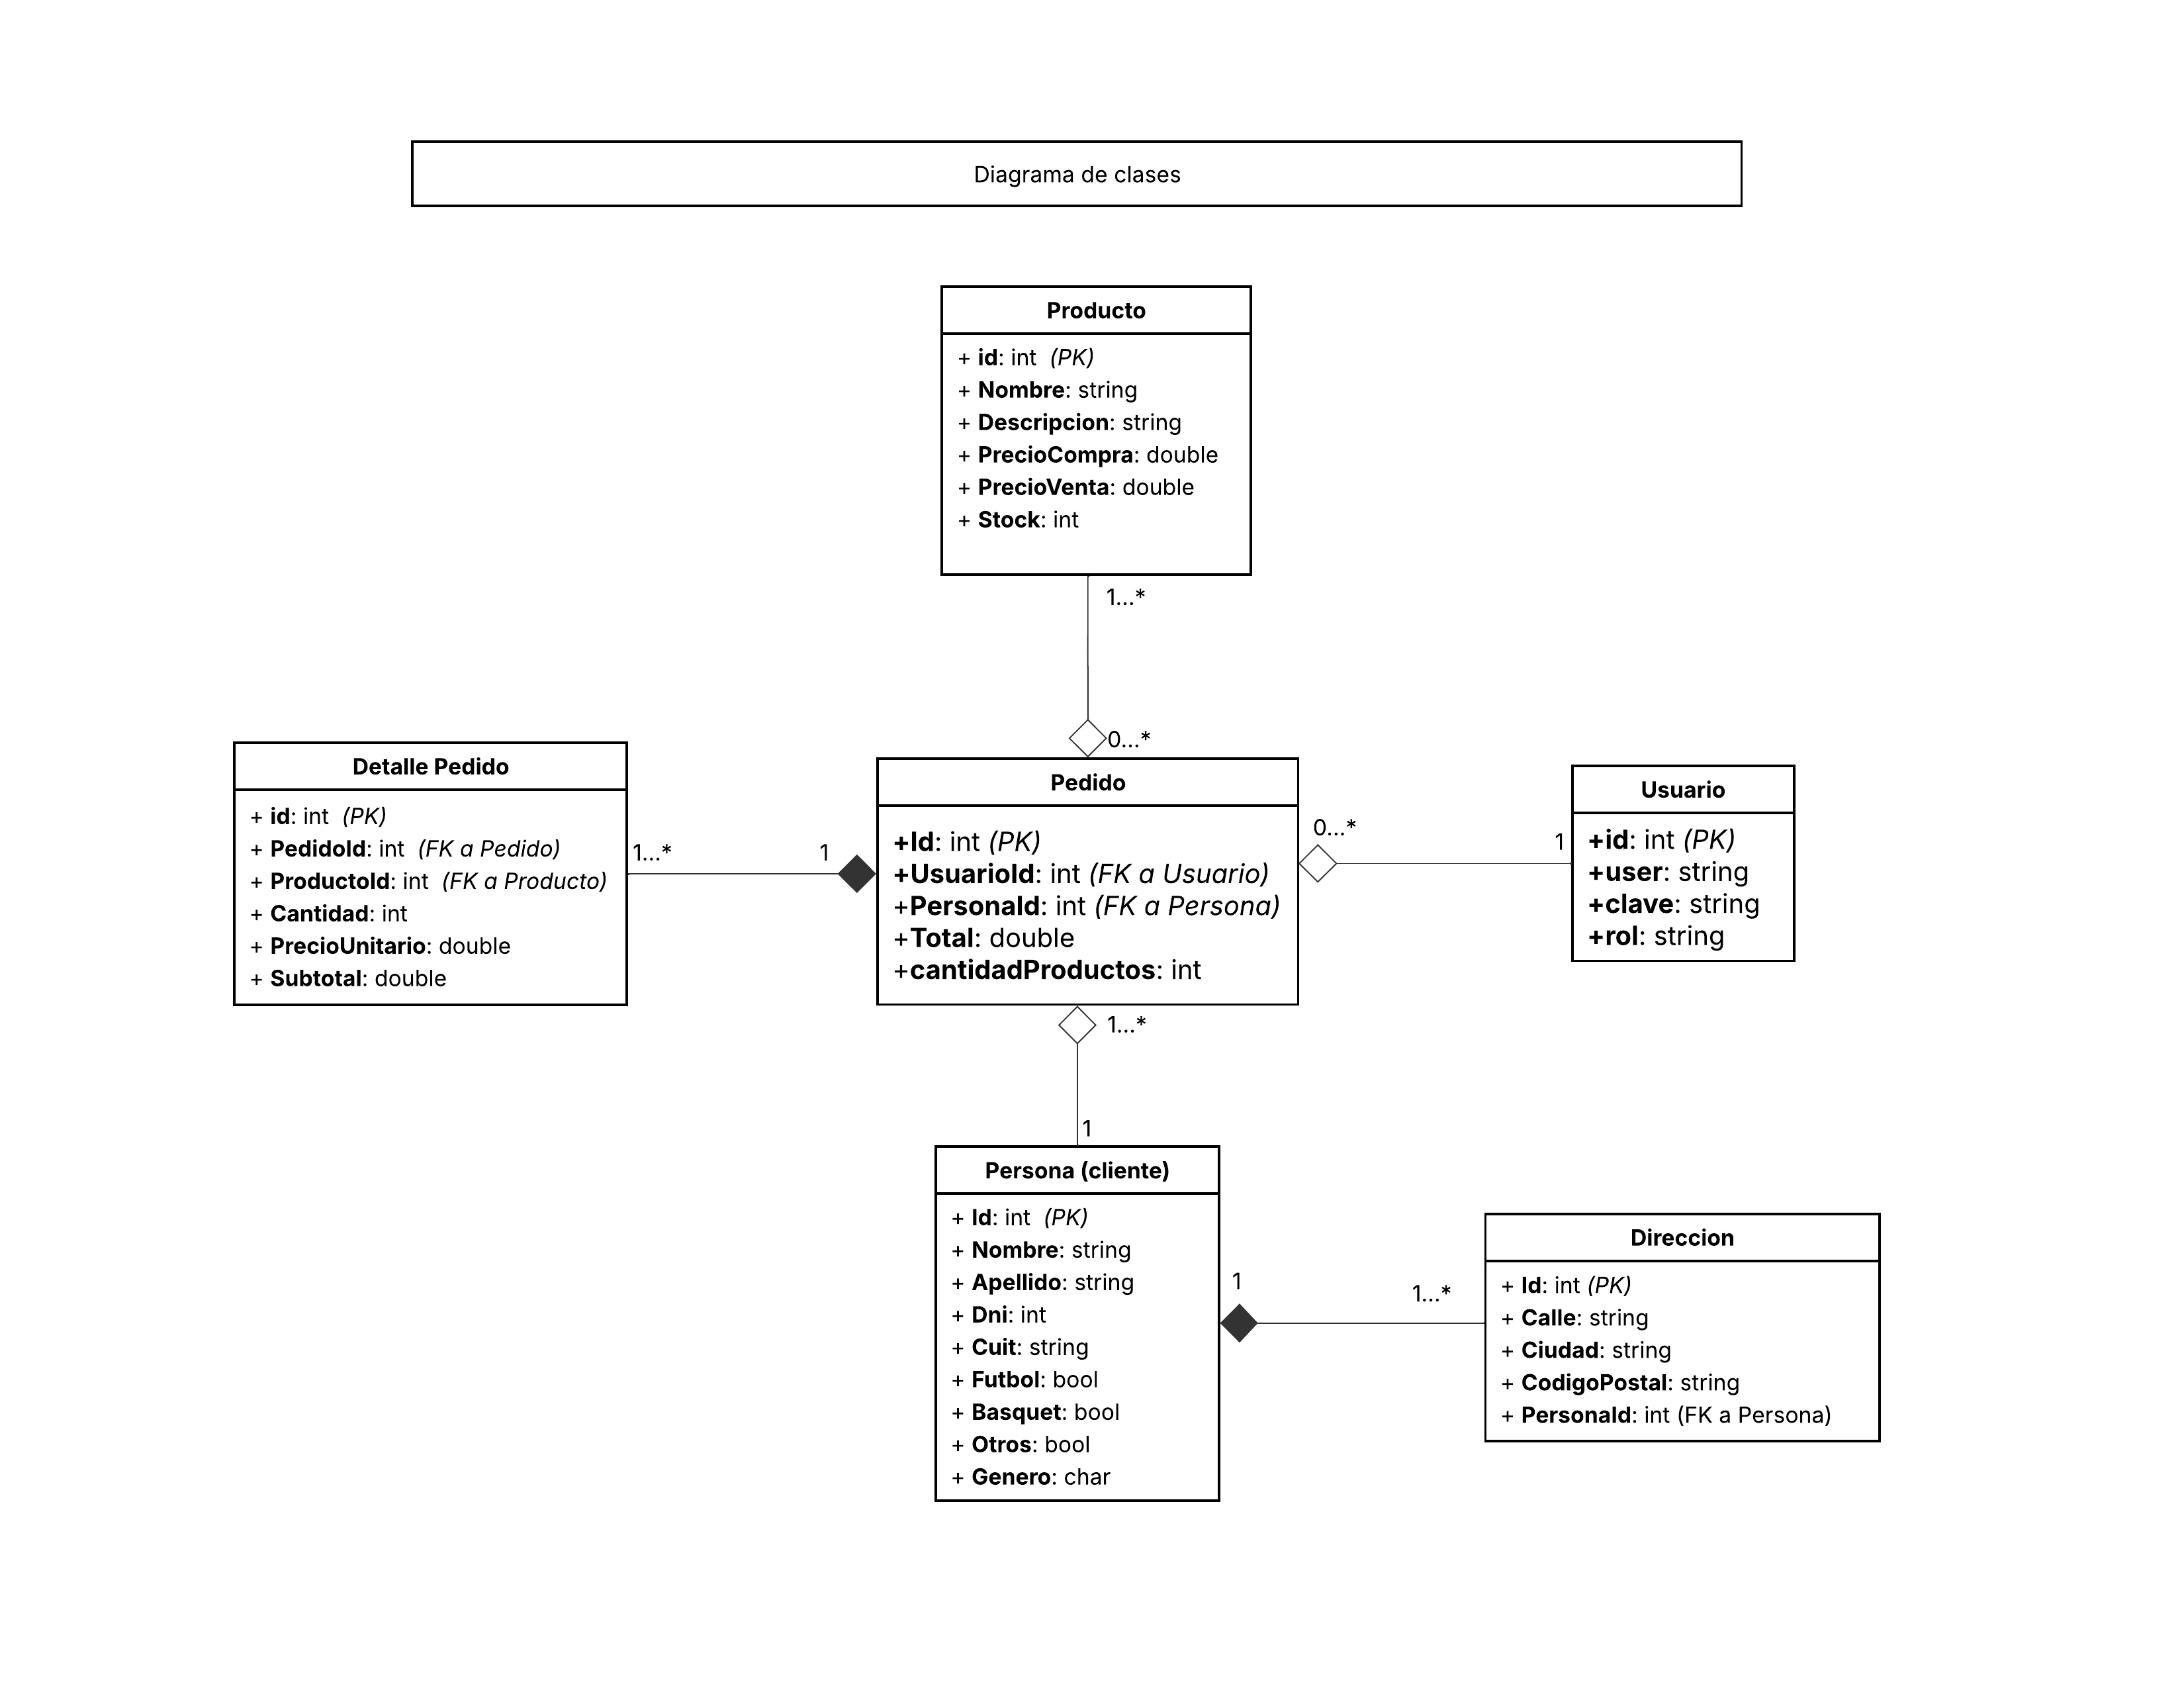 Diagrama de clases
Producto
+ id: int (PK)
+ Nombre: string
+ Descripcion: string
+ PrecioCompra: double
+ PrecioVenta: double
+ Stock: int
1...*
0...*
Detalle Pedido
+ id: int (PK)
+ PedidoId: int (FK a Pedido)
+ ProductoId: int (FK a Producto)
+ Cantidad: int
+ PrecioUnitario: double
+ Subtotal: double
1...*
1
Pedido
+Id: int (PK)
+UsuarioId: int (FK a Usuario)
+PersonaId: int (FK a Persona)
+Total: double
+cantidadProductos: int
0...*
1
Usuario
+id: int (PK)
+user: string
+clave: string
+rol: string
1...*
1
Persona (cliente)
+ Id: int (PK)
+ Nombre: string
+ Apellido: string
+ Dni: int
+ Cuit: string
+ Futbol: bool
+ Basquet: bool
+ Otros: bool
+ Genero: char
1
1...*
Direccion
+ Id: int (PK)
+ Calle: string
+ Ciudad: string
+ CodigoPostal: string
+ PersonaId: int (FK a Persona)